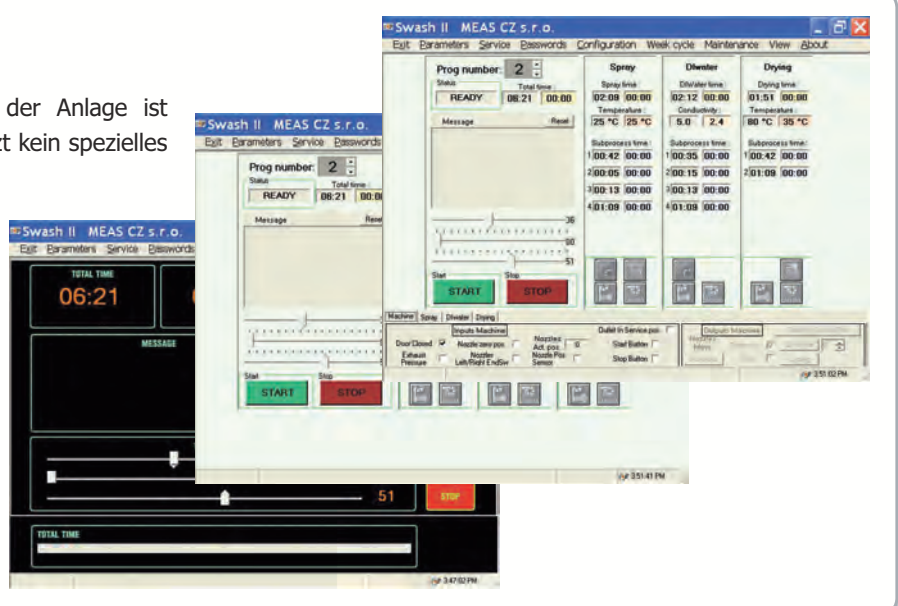 der Anlage ist
zt kein spezielles
Swash II MEAS CZ s.r.o.
Exit Parameters Service Passwords Configuration Week cycle Maintenance View About
Prog number: 2
Status
Total time :
READY 06:21 00:00
Message Reset
36
00
51
Start Stop
START STOP
Spray
Spray time :
02:09 00:00
Temperature :
25 °C 25 °C
Subprocess time :
1 00:42 00:00
2 00:05 00:00
3 00:13 00:00
4 01:09 00:00
DIwater
DIwater time :
02:12 00:00
Conductivity :
5.0 2.4
Subprocess time :
1 00:35 00:00
2 00:15 00:00
3 00:13 00:00
4 01:09 00:00
Drying
Drying time :
01:51 00:00
Temperature :
80 °C 35 °C
Subprocess time :
1 00:42 00:00
2 01:09 00:00
Machine Spray DIwater Drying
Inputs Machine
Door Closed
Exhaust Pressure
Nozzle zero pos.
Nozzles Left/Right EndSw
Nozzles Act. pos. 0
Nozzle Pos Sensor
Outlet In Service pos.
Start Button
Stop Button
Outputs Machine
3:51:02 PM
Swash II MEAS CZ s.r.o.
Exit Parameters Service Passwords
Prog number: 2
Status
Total time :
READY 06:21 00:00
Message Reset
Start Stop
START STOP
3:51:41 PM
Swash II MEAS CZ s.r.o.
Exit Parameters Service Passwords
TOTAL TIME
06:21
MESSAGE
51
STOP
TOTAL TIME
3:47:02 PM